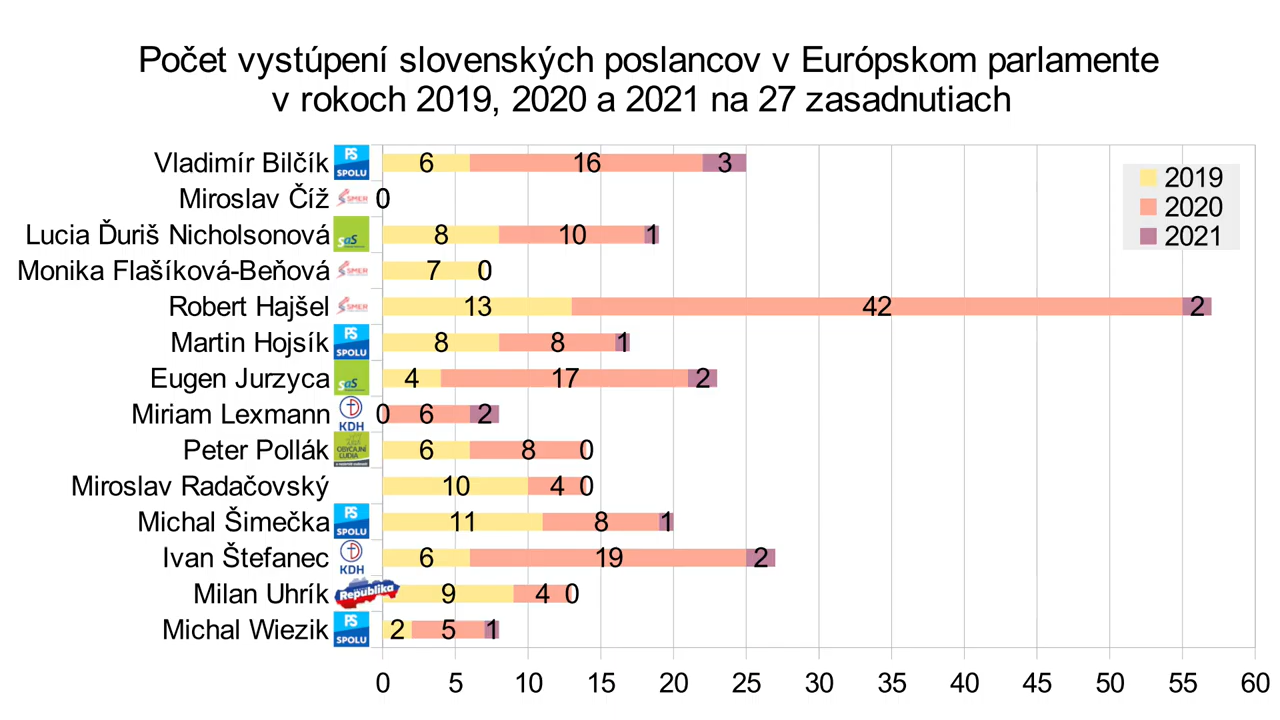 Počet vystúpení slovenských poslancov v Európskom parlamente
v rokoch 2019, 2020 a 2021 na 27 zasadnutiach
Vladimír Bilčík PS SPOLU 6 16 3
Miroslav Číž SMER 0
Lucia Ďuriš Nicholsonová SaS 8 10 1
Monika Flašíková-Beňová SMER 7 0
Robert Hajšel SMER 13 42 2
Martin Hojsík PS SPOLU 8 8 1
Eugen Jurzyca SaS 4 17 2
Miriam Lexmann KDH 0 6 2
Peter Pollák OBYČAJNÍ ĽUDIA 6 8 0
Miroslav Radačovský 10 4 0
Michal Šimečka PS SPOLU 11 8 1
Ivan Štefanec KDH 6 19 2
Milan Uhrík Republika 9 4 0
Michal Wiezik PS SPOLU 2 5 1
0 5 10 15 20 25 30 35 40 45 50 55 60
2019
2020
2021